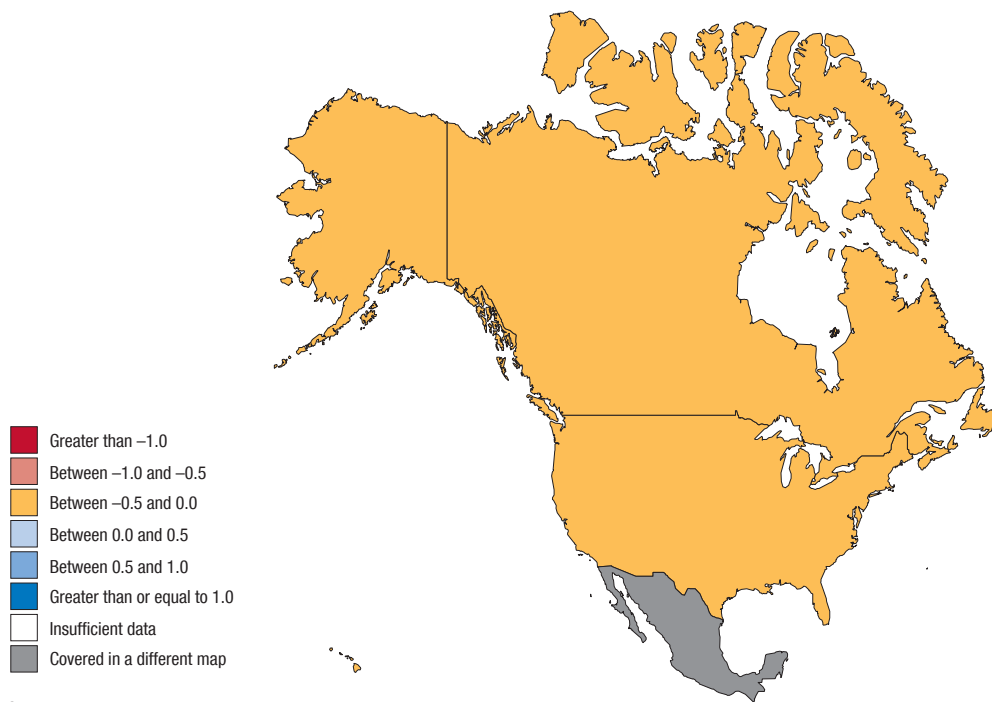 Greater than –1.0
Between –1.0 and –0.5
Between –0.5 and 0.0
Between 0.0 and 0.5
Between 0.5 and 1.0
Greater than or equal to 1.0
Insufficient data
Covered in a different map